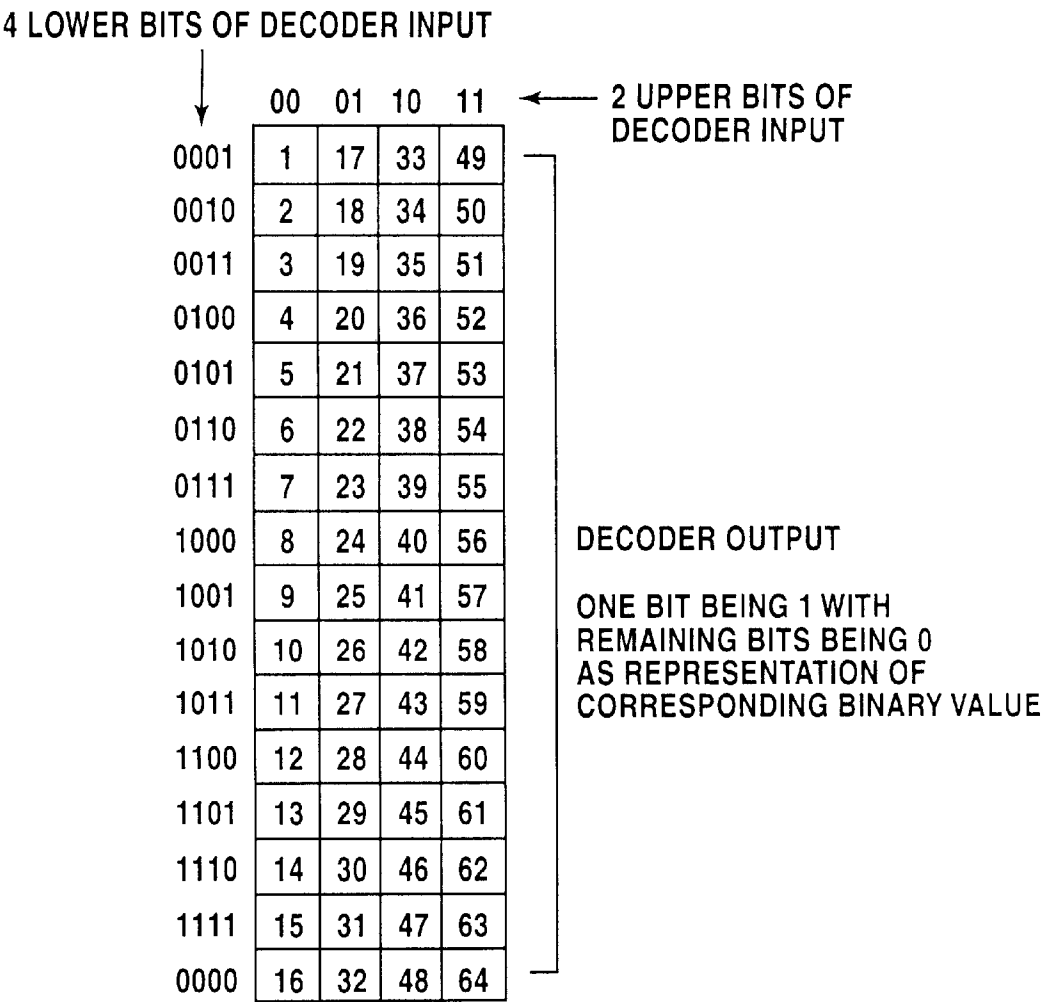 4 LOWER BITS OF DECODER INPUT
00 01 10 11
2 UPPER BITS OF
DECODER INPUT
0001 1 17 33 49
0010 2 18 34 50
0011 3 19 35 51
0100 4 20 36 52
0101 5 21 37 53
0110 6 22 38 54
0111 7 23 39 55
1000 8 24 40 56
DECODER OUTPUT
1001 9 25 41 57
ONE BIT BEING 1 WITH
1010 10 26 42 58
REMAINING BITS BEING 0
AS REPRESENTATION OF
1011 11 27 43 59
CORRESPONDING BINARY VALUE
1100 12 28 44 60
1101 13 29 45 61
1110 14 30 46 62
1111 15 31 47 63
0000 16 32 48 64